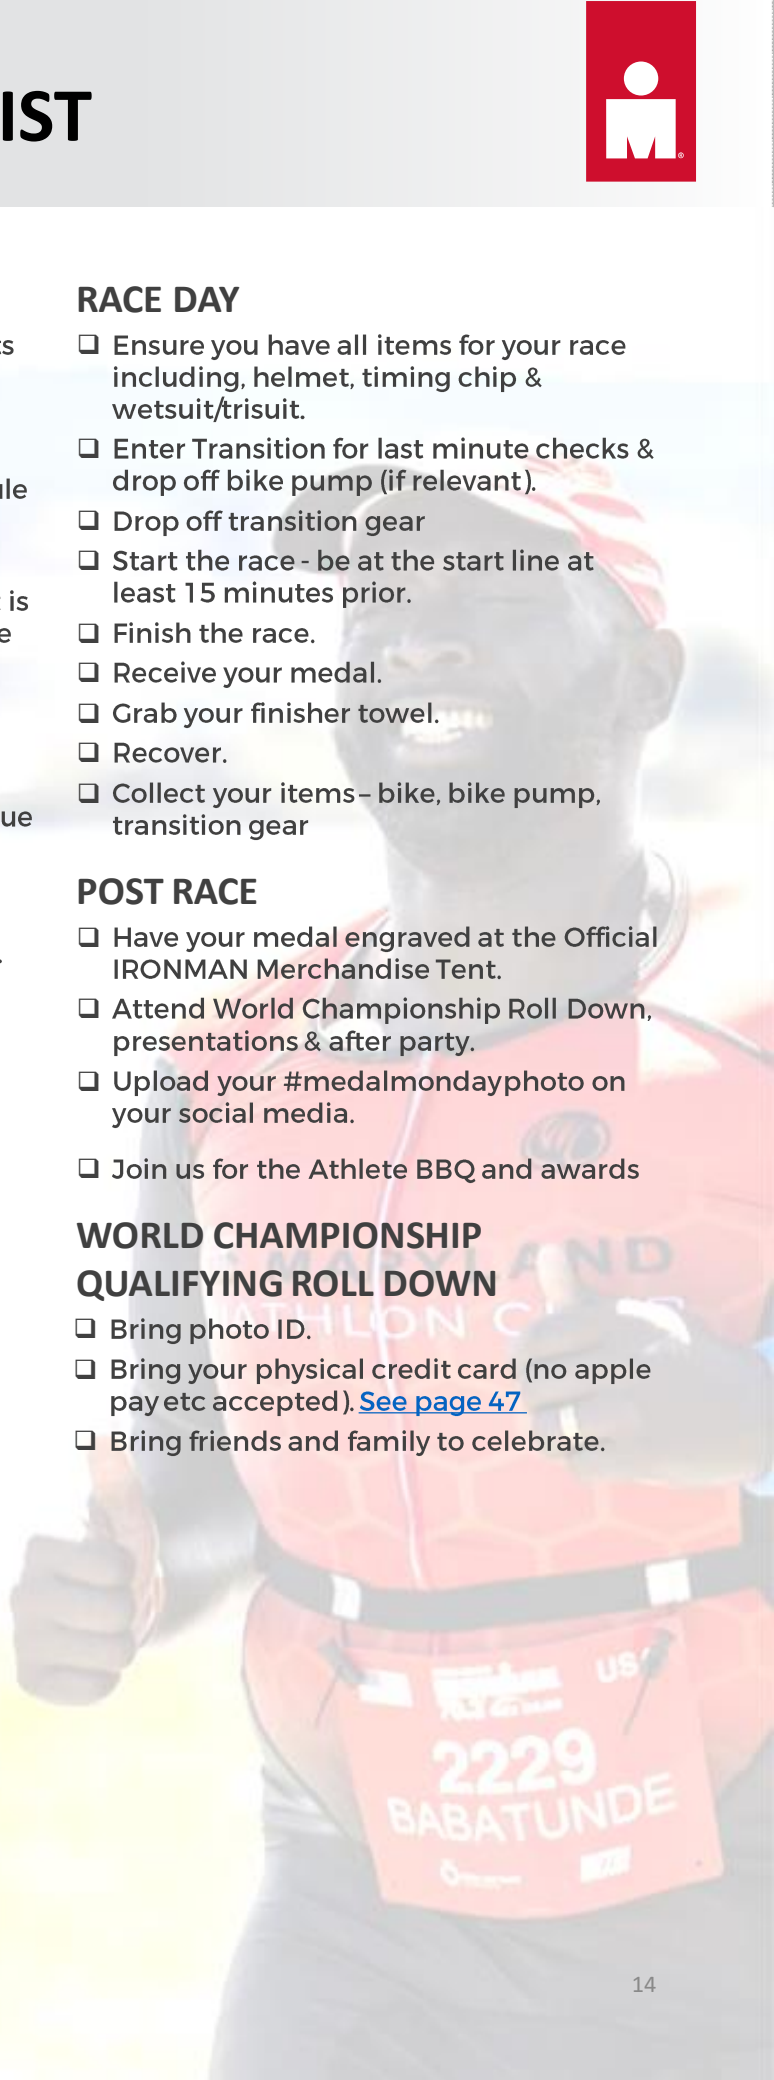 IST
RACE DAY
ts
❑ Ensure you have all items for your race
including, helmet, timing chip &
wetsuit/trisuit.
❑ Enter Transition for last minute checks &
drop off bike pump (if relevant).
ule
❑ Drop off transition gear
❑ Start the race - be at the start line at
least 15 minutes prior.
is
❑ Finish the race.
e
❑ Receive your medal.
❑ Grab your finisher towel.
❑ Recover.
❑ Collect your items – bike, bike pump,
transition gear
ue
POST RACE
❑ Have your medal engraved at the Official
IRONMAN Merchandise Tent.
.
❑ Attend World Championship Roll Down,
presentations & after party.
❑ Upload your #medalmondayphoto on
your social media.
❑ Join us for the Athlete BBQ and awards
WORLD CHAMPIONSHIP
QUALIFYING ROLL DOWN
MARYLAND
❑ Bring photo ID.
❑ Bring your physical credit card (no apple
pay etc accepted). See page 47
❑ Bring friends and family to celebrate.
2229
BABATUNDE
14